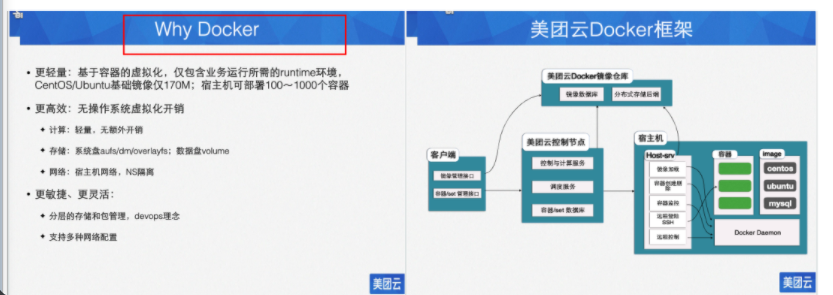 Why Docker
• 更轻量：基于容器的虚拟化，仅包含业务运行所需的runtime环境，
CentOS/Ubuntu基础镜像仅170M；宿主机可部署100～1000个容器
• 更高效：无操作系统虚拟化开销
计算：轻量，无额外开销
存储：系统盘aufs/dm/overlayfs；数据盘volume
网络：宿主机网络，NS隔离
• 更敏捷、更灵活：
分层的存储和包管理，devops理念
支持多种网络配置
美团云
美团云Docker框架
美团云Docker镜像仓库
镜像数据库
分布式存储后端
客户端
镜像管理接口
容器/set 管理接口
美团云控制节点
控制与计算服务
调度服务
容器/set 数据库
宿主机
Host-srv
镜像加载
容器监控
远程登陆
SSH
远程控制
容器
image
centos
ubuntu
mysql
Docker Daemon
美团云